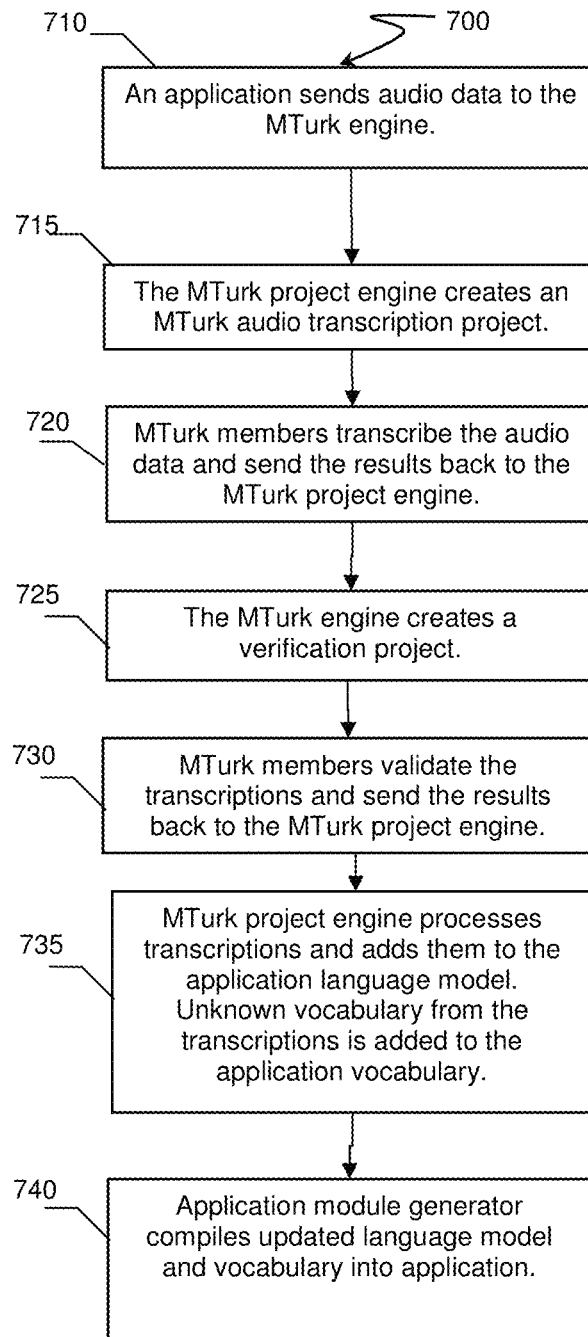 710
700
An application sends audio data to the
MTurk engine.
715
The MTurk project engine creates an
MTurk audio transcription project.
720
MTurk members transcribe the audio
data and send the results back to the
MTurk project engine.
725
The MTurk engine creates a
verification project.
730
MTurk members validate the
transcriptions and send the results
back to the MTurk project engine.
735
MTurk project engine processes
transcriptions and adds them to the
application language model.
Unknown vocabulary from the
transcriptions is added to the
application vocabulary.
740
Application module generator
compiles updated language model
and vocabulary into application.